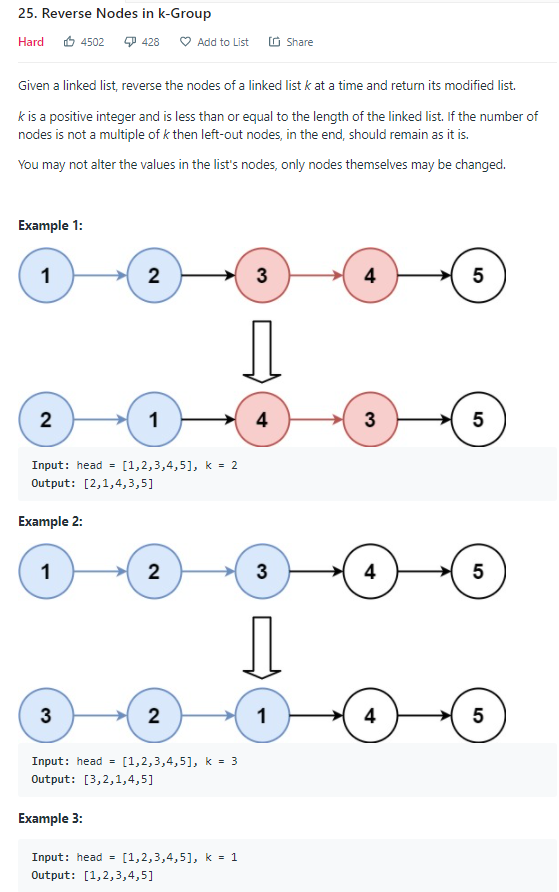 25. Reverse Nodes in k-Group
Hard 4502 428 Add to List Share
Given a linked list, reverse the nodes of a linked list k at a time and return its modified list.
k is a positive integer and is less than or equal to the length of the linked list. If the number of
nodes is not a multiple of k then left-out nodes, in the end, should remain as it is.
You may not alter the values in the list's nodes, only nodes themselves may be changed.
Example 1:
1 2 3 4 5
2 1 4 3 5
Input: head = [1,2,3,4,5], k = 2
Output: [2,1,4,3,5]
Example 2:
1 2 3 4 5
3 2 1 4 5
Input: head = [1,2,3,4,5], k = 3
Output: [3,2,1,4,5]
Example 3:
Input: head = [1,2,3,4,5], k = 1
Output: [1,2,3,4,5]